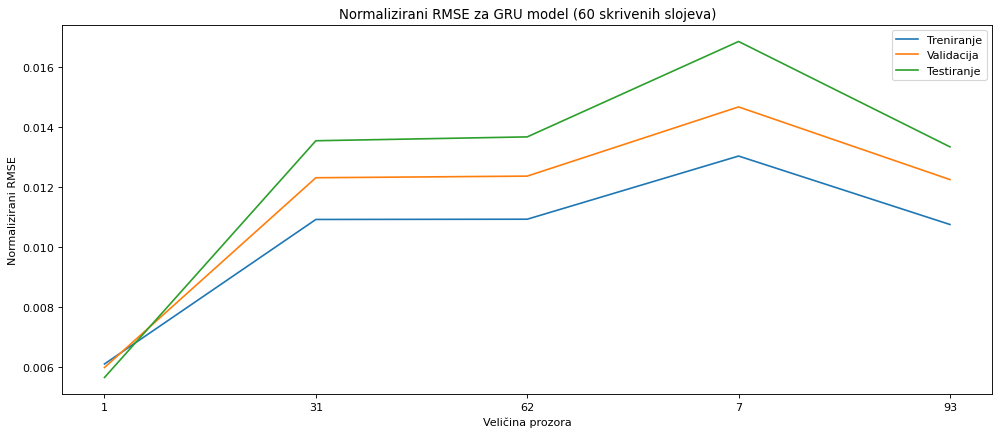 Normalizirani RMSE za GRU model (60 skrivenih slojeva)
Treniranje
Validacija
Testiranje
Normalizirani RMSE
0.016
0.014
0.012
0.010
0.008
0.006
1 31 62 7 93
Veličina prozora